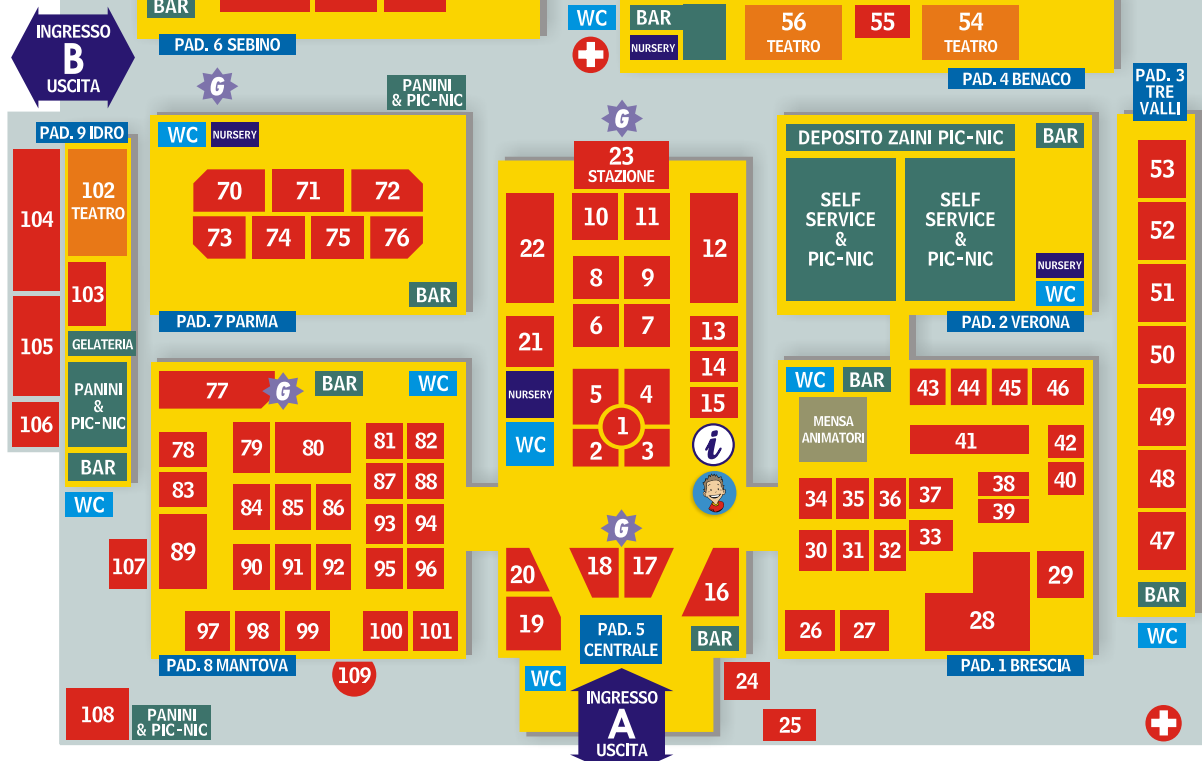 BAR
INGRESSO
B
USCITA
PAD. 6 SEBINO
G
PANINI
& PIC-NIC
WC
BAR
NURSERY
56
TEATRO
55
54
TEATRO
PAD. 4 BENACO
PAD. 3
TRE
VALLI
PAD. 9 IDRO
104
102
TEATRO
103
105
GELATERIA
PANINI
&
PIC-NIC
106
BAR
WC
107
WC
NURSERY
70
71
72
73
74
75
76
BAR
PAD. 7 PARMA
G
23
STAZIONE
10
11
22
12
8
9
6
7
21
13
14
NURSERY
5
4
15
1
WC
2
3
i
DEPOSITO ZAINI PIC-NIC
BAR
SELF
SERVICE
&
PIC-NIC
SELF
SERVICE
&
PIC-NIC
NURSERY
WC
PAD. 2 VERONA
53
52
51
50
49
48
47
BAR
WC
77
G
BAR
WC
78
79
80
81
82
83
87
88
84
85
86
89
93
94
90
91
92
95
96
97
98
99
100
101
PAD. 8 MANTOVA
109
108
PANINI
& PIC-NIC
G
20
18
17
16
19
PAD. 5
CENTRALE
BAR
WC
INGRESSO
A
USCITA
24
25
WC
BAR
43
44
45
46
MENSA
ANIMATORI
41
42
40
38
39
34
35
36
37
33
30
31
32
29
28
26
27
PAD. 1 BRESCIA